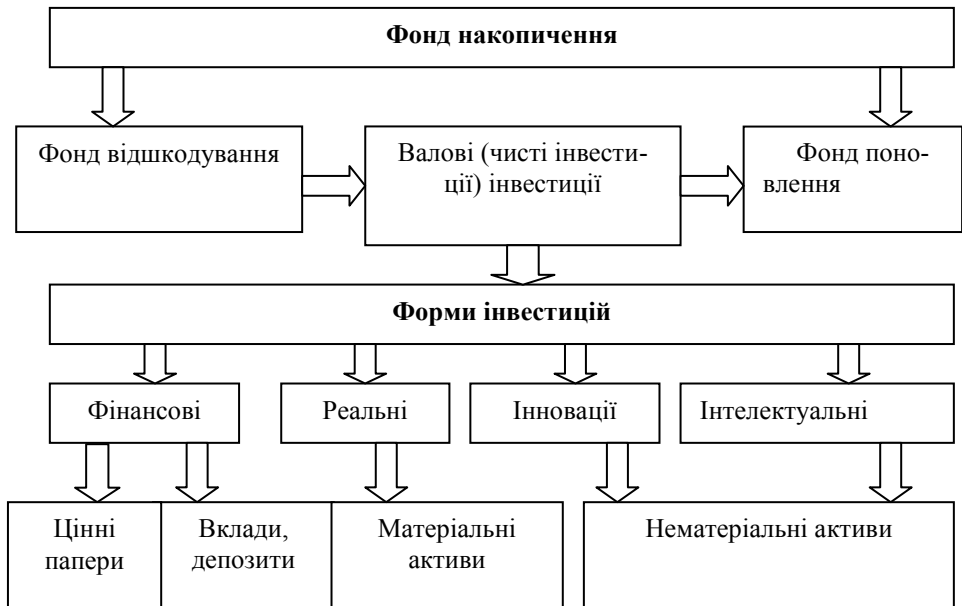 Фонд накопичення
Фонд відшкодування
Валові (чисті інвести-
ції) інвестиції
Фонд поно-
влення
Форми інвестицій
Фінансові
Реальні
Інновації
Інтелектуальні
Цінні
папери
Вклади,
депозити
Матеріальні
активи
Нематеріальні активи